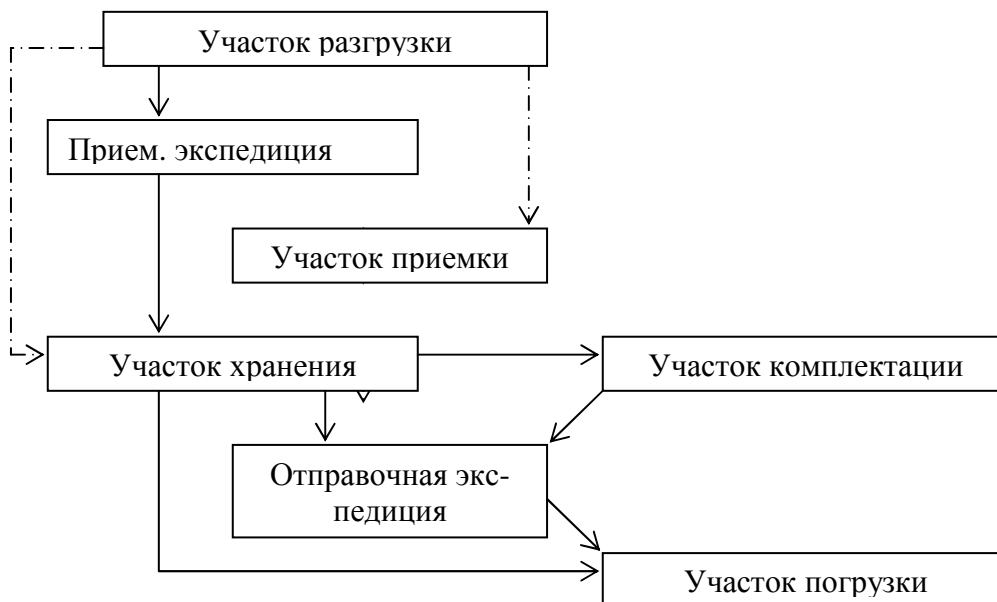 Участок разгрузки
Прием. экспедиция
Участок приемки
Участок хранения
Участок комплектации
Отправочная экс-
педиция
Участок погрузки